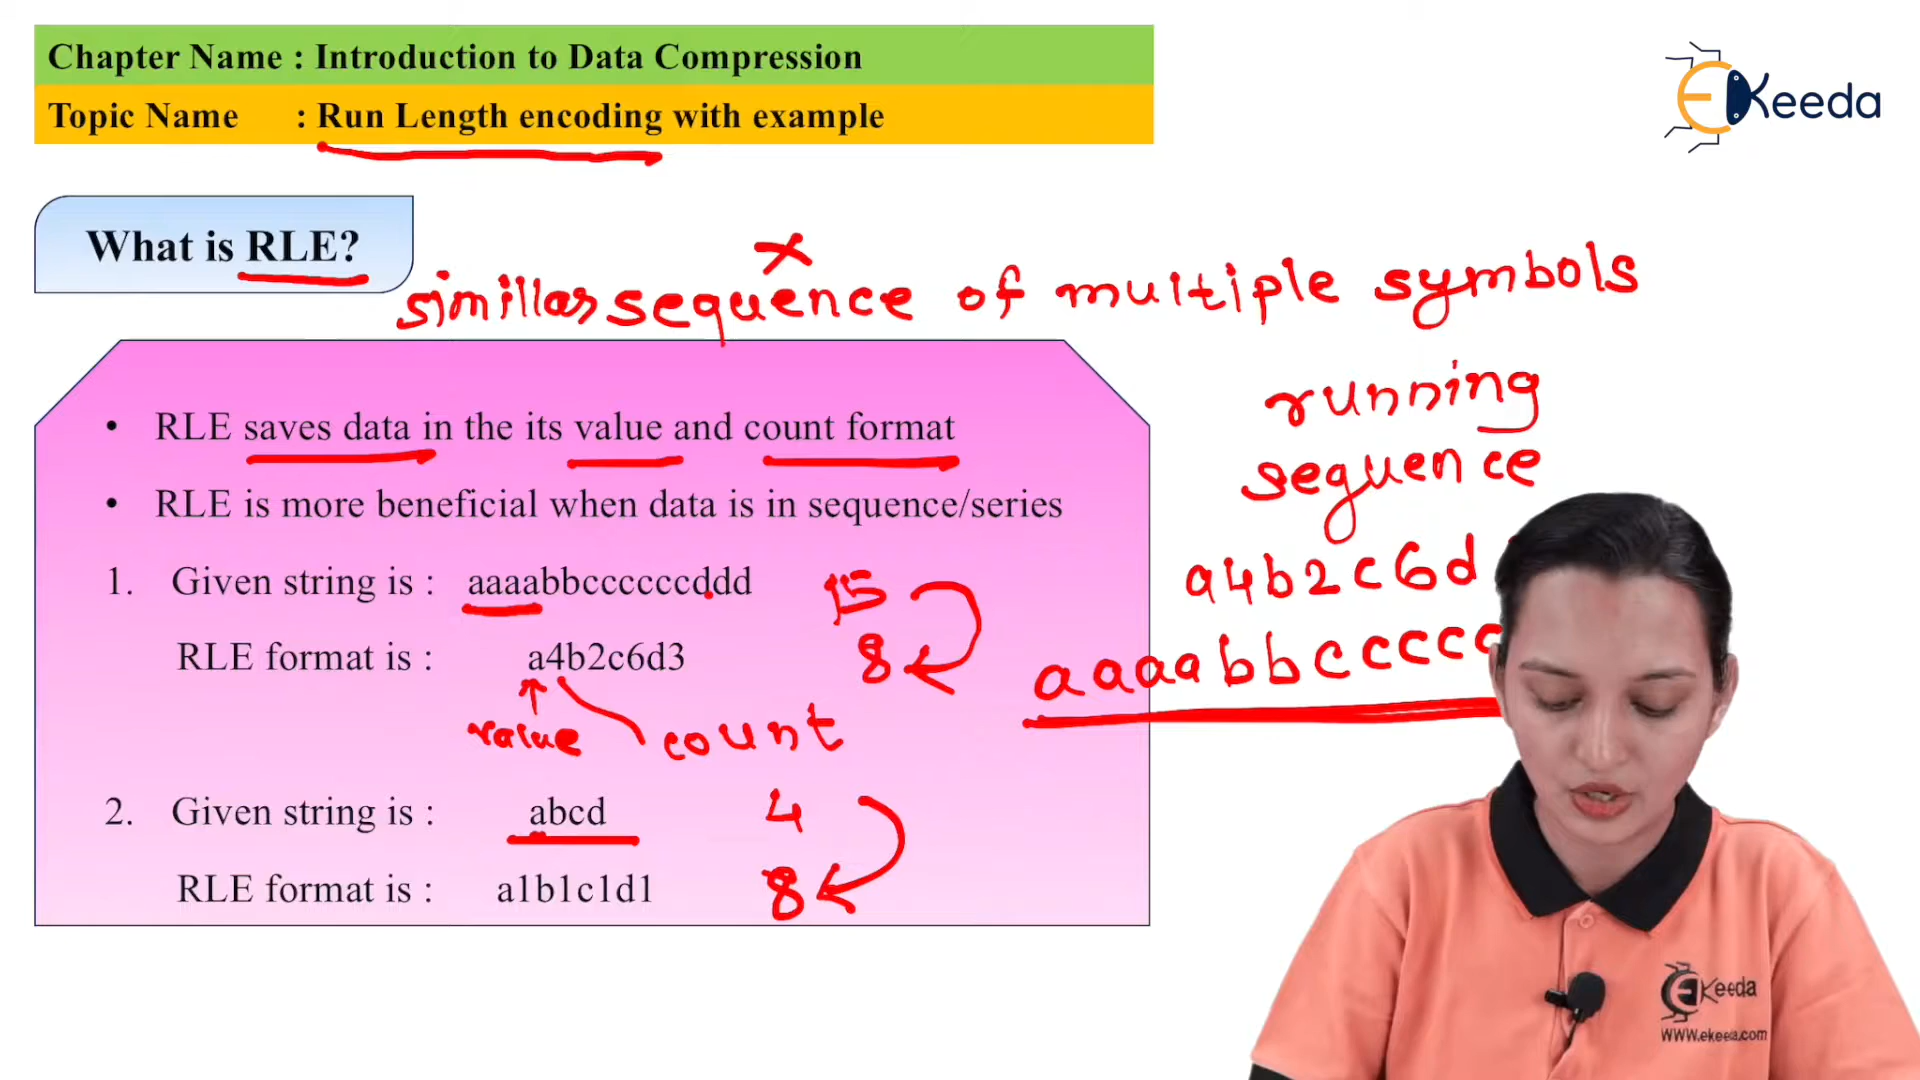 Chapter Name : Introduction to Data Compression
Topic Name : Run Length encoding with example
EKeeda
What is RLE?
x
simillar sequence of multiple symbols
• RLE saves data in the its value and count format
• RLE is more beneficial when data is in sequence/series
running
sequence
1. Given string is : aaaabbccccccddd 15
a4b2c6d
RLE format is : a4b2c6d3 8
aaaabbcccc
value count
2. Given string is : abcd 4
RLE format is : a1b1c1d1 8
EKeeda
WWW.ekeeda.com